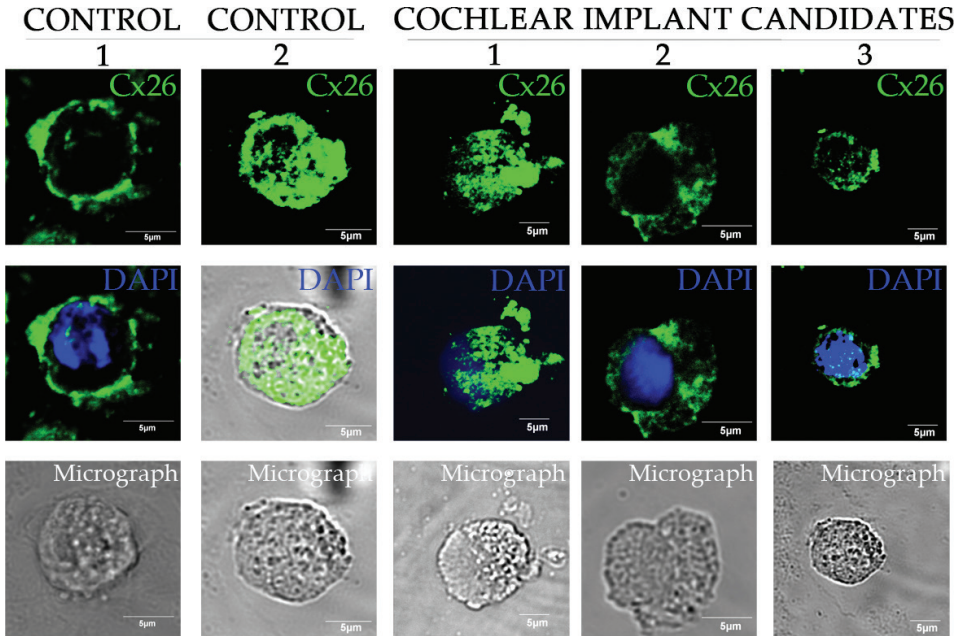 CONTROL CONTROL COCHLEAR IMPLANT CANDIDATES
1 2 1 2 3
Cx26 Cx26 Cx26 Cx26 Cx26
5µm 5µm 5µm 5µm 5µm
DAPI DAPI DAPI DAPI DAPI
5µm 5µm 5µm 5µm 5µm
Micrograph Micrograph Micrograph Micrograph Micrograph
5µm 5µm 5µm 5µm 5µm